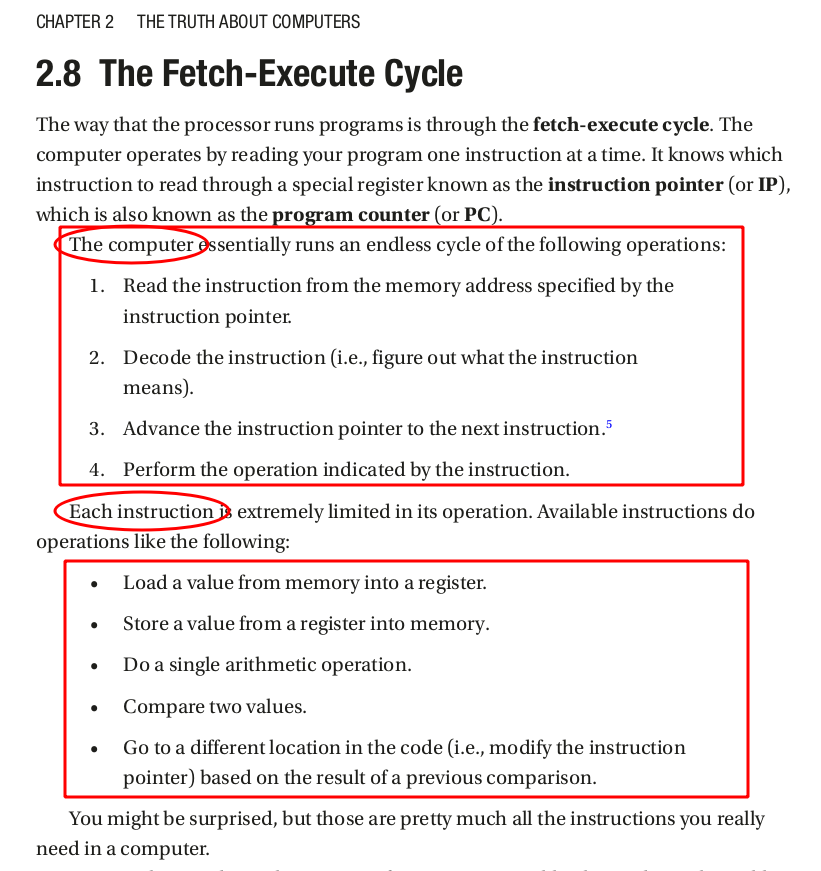 CHAPTER 2 THE TRUTH ABOUT COMPUTERS
2.8 The Fetch-Execute Cycle
The way that the processor runs programs is through the fetch-execute cycle. The
computer operates by reading your program one instruction at a time. It knows which
instruction to read through a special register known as the instruction pointer (or IP),
which is also known as the program counter (or PC).
The computer essentially runs an endless cycle of the following operations:
1. Read the instruction from the memory address specified by the
instruction pointer.
2. Decode the instruction (i.e., figure out what the instruction
means).
3. Advance the instruction pointer to the next instruction.5
4. Perform the operation indicated by the instruction.
Each instruction is extremely limited in its operation. Available instructions do
operations like the following:
• Load a value from memory into a register.
• Store a value from a register into memory.
• Do a single arithmetic operation.
• Compare two values.
• Go to a different location in the code (i.e., modify the instruction
pointer) based on the result of a previous comparison.
You might be surprised, but those are pretty much all the instructions you really
need in a computer.